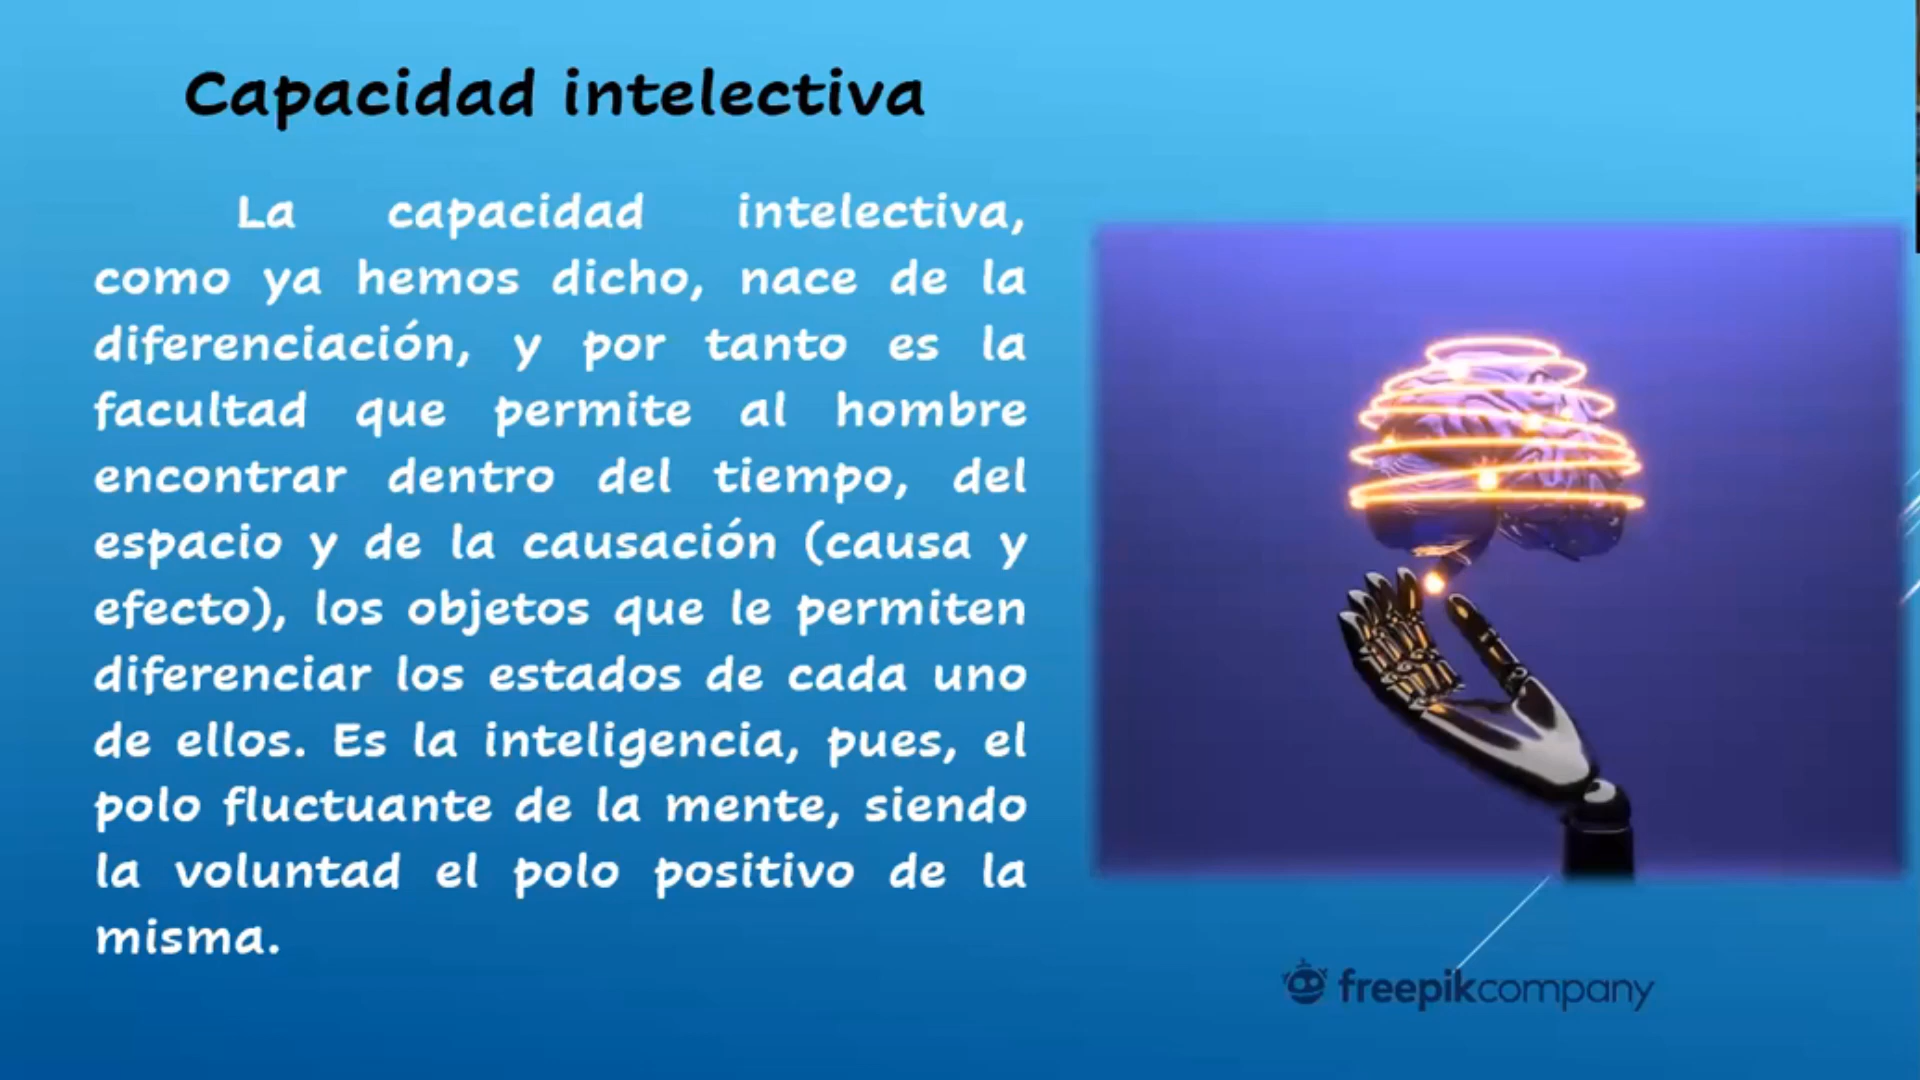 Capacidad intelectiva
La capacidad intelectiva,
como ya hemos dicho, nace de la
diferenciación, y por tanto es la
facultad que permite al hombre
encontrar dentro del tiempo, del
espacio y de la causación (causa y
efecto), los objetos que le permiten
diferenciar los estados de cada uno
de ellos. Es la inteligencia, pues, el
polo fluctuante de la mente, siendo
la voluntad el polo positivo de la
misma.
freepikcompany